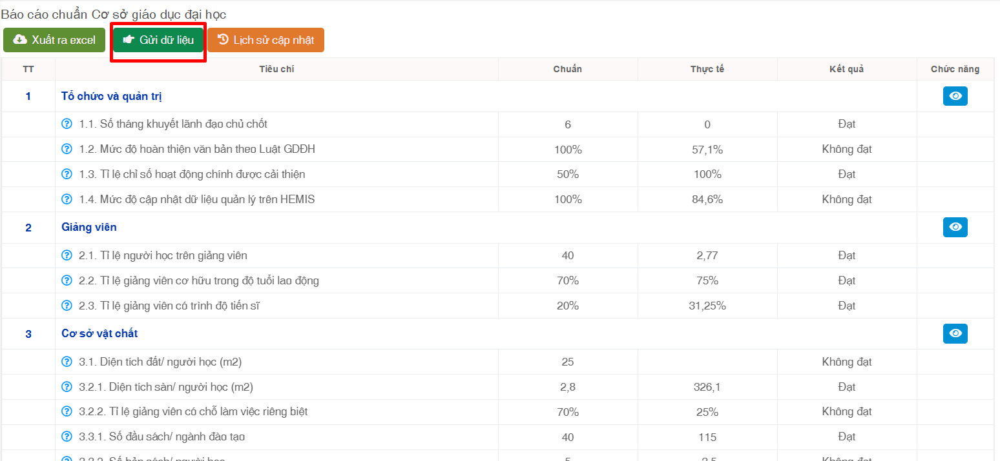 Báo cáo chuẩn Cơ sở giáo dục đại học
Xuất ra excel Gửi dữ liệu Lịch sử cập nhật
TT Tiêu chí Chuẩn Thực tế Kết quả Chức năng
1 Tổ chức và quản trị
1.1. Số tháng khuyết lãnh đạo chủ chốt 6 0 Đạt
1.2. Mức độ hoàn thiện văn bản theo Luật GDĐH 100% 57,1% Không đạt
1.3. Tỉ lệ chỉ số hoạt động chính được cải thiện 50% 100% Đạt
1.4. Mức độ cập nhật dữ liệu quản lý trên HEMIS 100% 84,6% Không đạt
2 Giảng viên
2.1. Tỉ lệ người học trên giảng viên 40 2,77 Đạt
2.2. Tỉ lệ giảng viên cơ hữu trong độ tuổi lao động 70% 75% Đạt
2.3. Tỉ lệ giảng viên có trình độ tiến sĩ 20% 31,25% Đạt
3 Cơ sở vật chất
3.1. Diện tích đất/ người học (m2) 25 Không đạt
3.2.1. Diện tích sàn/ người học (m2) 2,8 326,1 Đạt
3.2.2. Tỉ lệ giảng viên có chỗ làm việc riêng biệt 70% 25% Không đạt
3.3.1. Số đầu sách/ ngành đào tạo 40 115 Đạt
3.3.2. Số bản sách/ người học 5 2,5 Không đạt